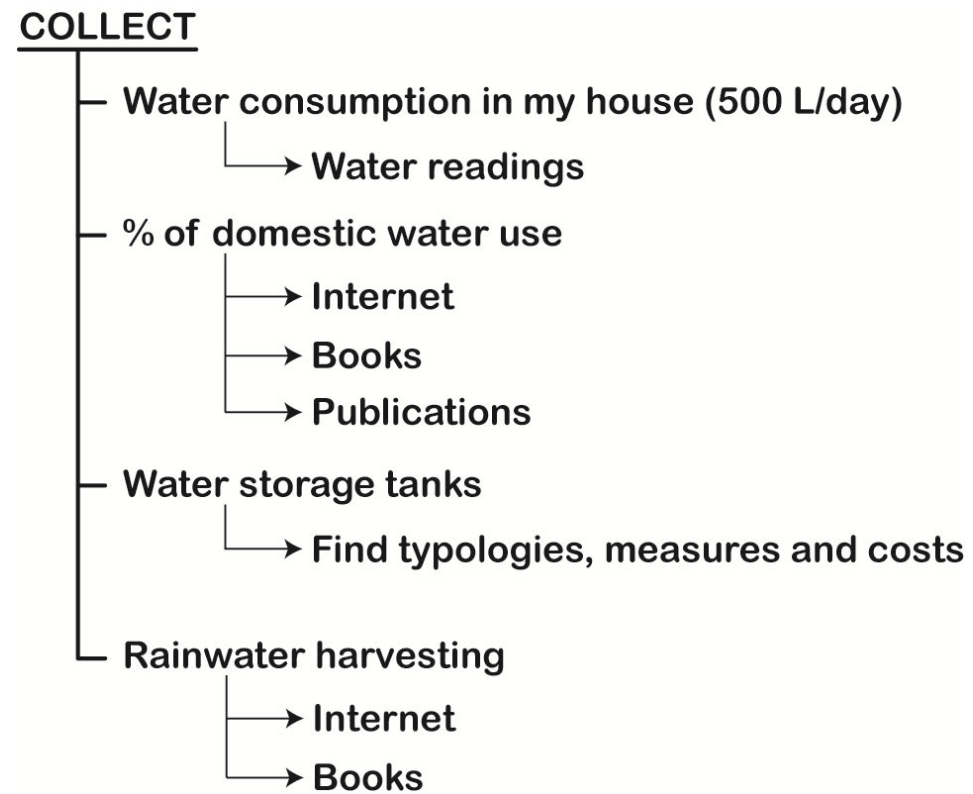 COLLECT
Water consumption in my house (500 L/day)
Water readings
% of domestic water use
Internet
Books
Publications
Water storage tanks
Find typologies, measures and costs
Rainwater harvesting
Internet
Books